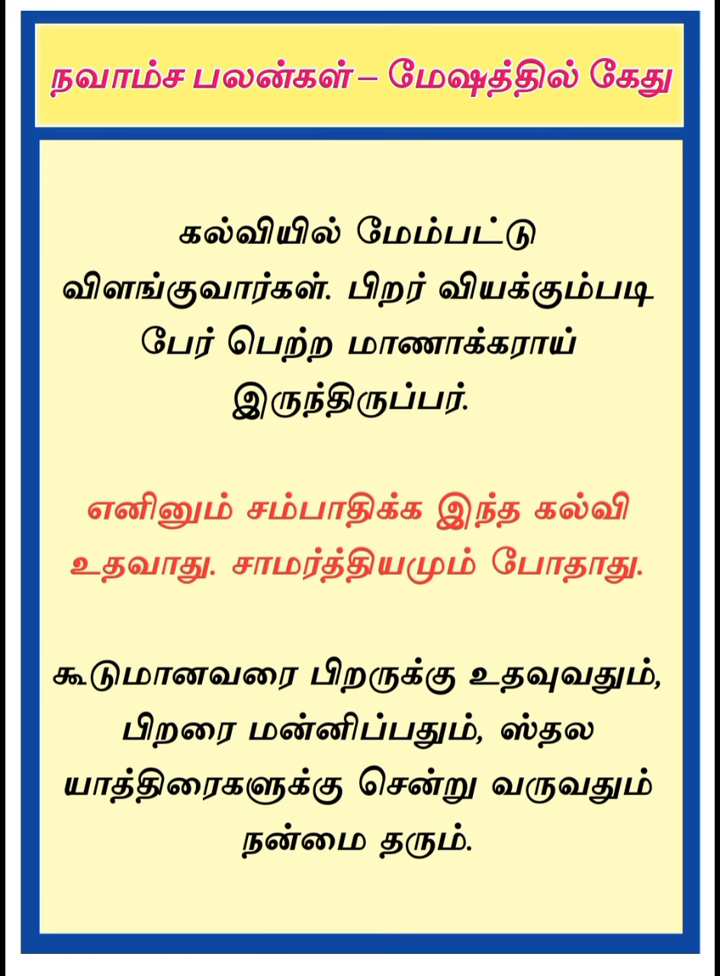 நவாம்ச பலன்கள் – மேஷத்தில் கேது
கல்வியில் மேம்பட்டு
விளங்குவார்கள். பிறர் வியக்கும்படி
பேர் பெற்ற மாணாக்கராய்
இருந்திருப்பர்.
எனினும் சம்பாதிக்க இந்த கல்வி
உதவாது. சாமர்த்தியமும் போதாது.
கூடுமானவரை பிறருக்கு உதவுவதும்,
பிறரை மன்னிப்பதும், ஸ்தல
யாத்திரைகளுக்கு சென்று வருவதும்
நன்மை தரும்.